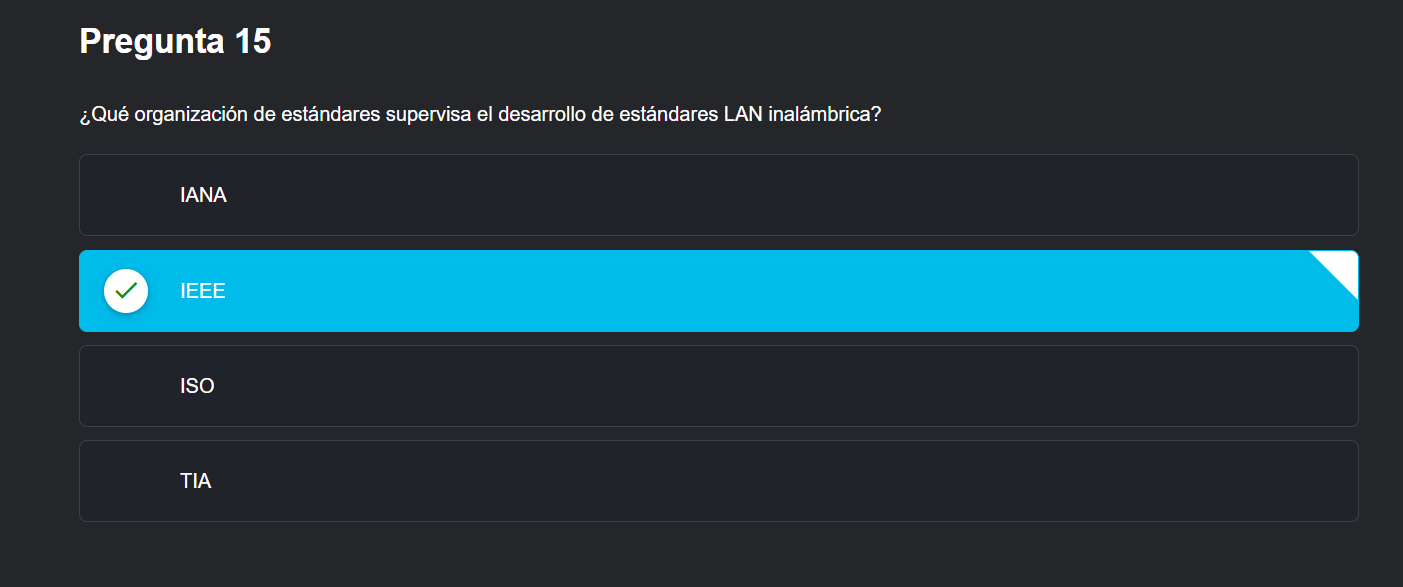 Pregunta 15
¿Qué organización de estándares supervisa el desarrollo de estándares LAN inalámbrica?
IANA
IEEE
ISO
TIA